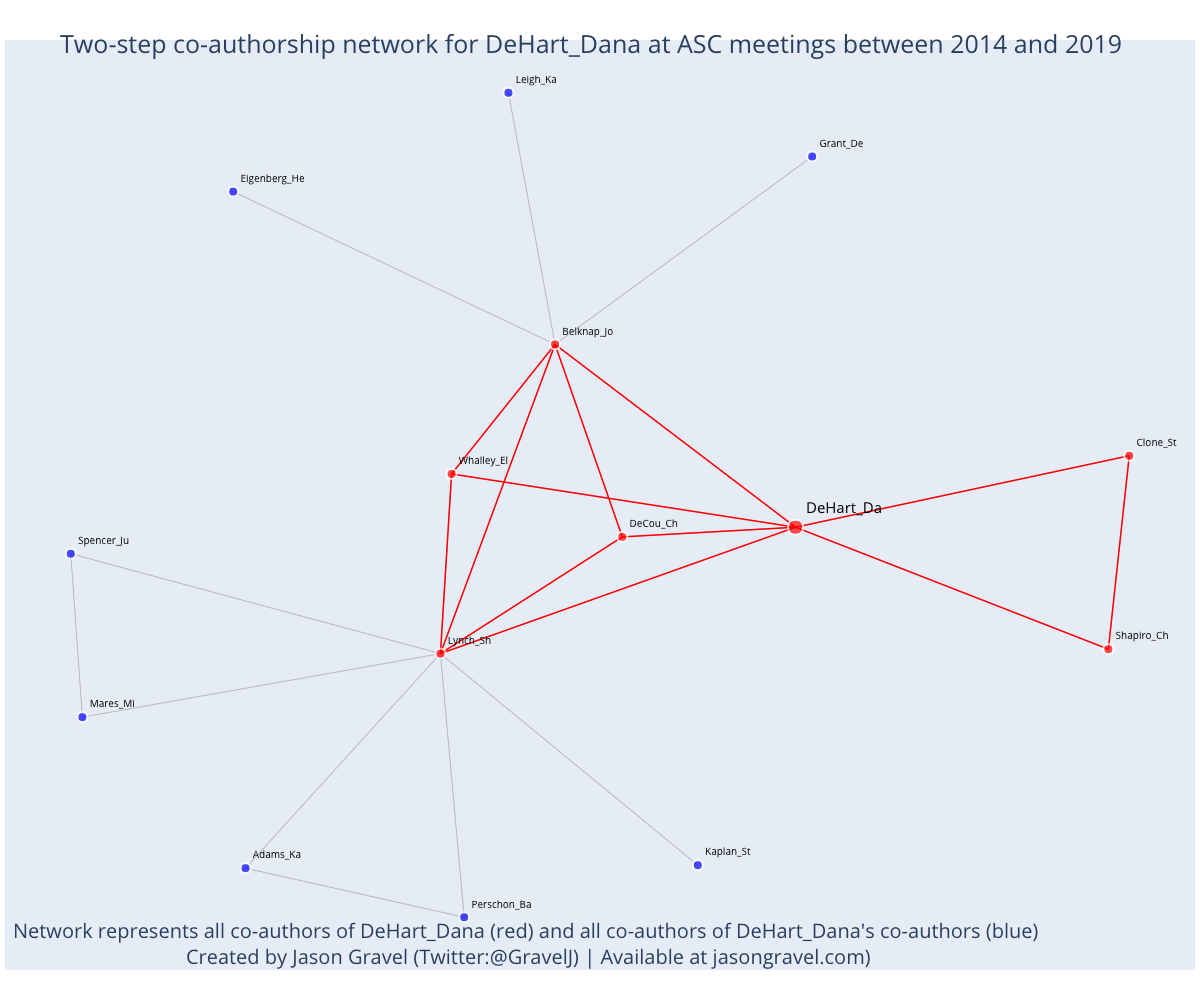 Two-step co-authorship network for DeHart_Dana at ASC meetings between 2014 and 2019
Leigh_Ka
Grant_De
Eigenberg_He
Belknap_Jo
Clone_St
Whalley_El
DeHart_Da
DeCou_Ch
Spencer_Ju
Shapiro_Ch
Lynch_Sh
Mares_Mi
Kaplan_St
Adams_Ka
Perschon_Ba
Network represents all co-authors of DeHart_Dana (red) and all co-authors of DeHart_Dana's co-authors (blue)
Created by Jason Gravel (Twitter:@GravelJ) | Available at jasongravel.com)